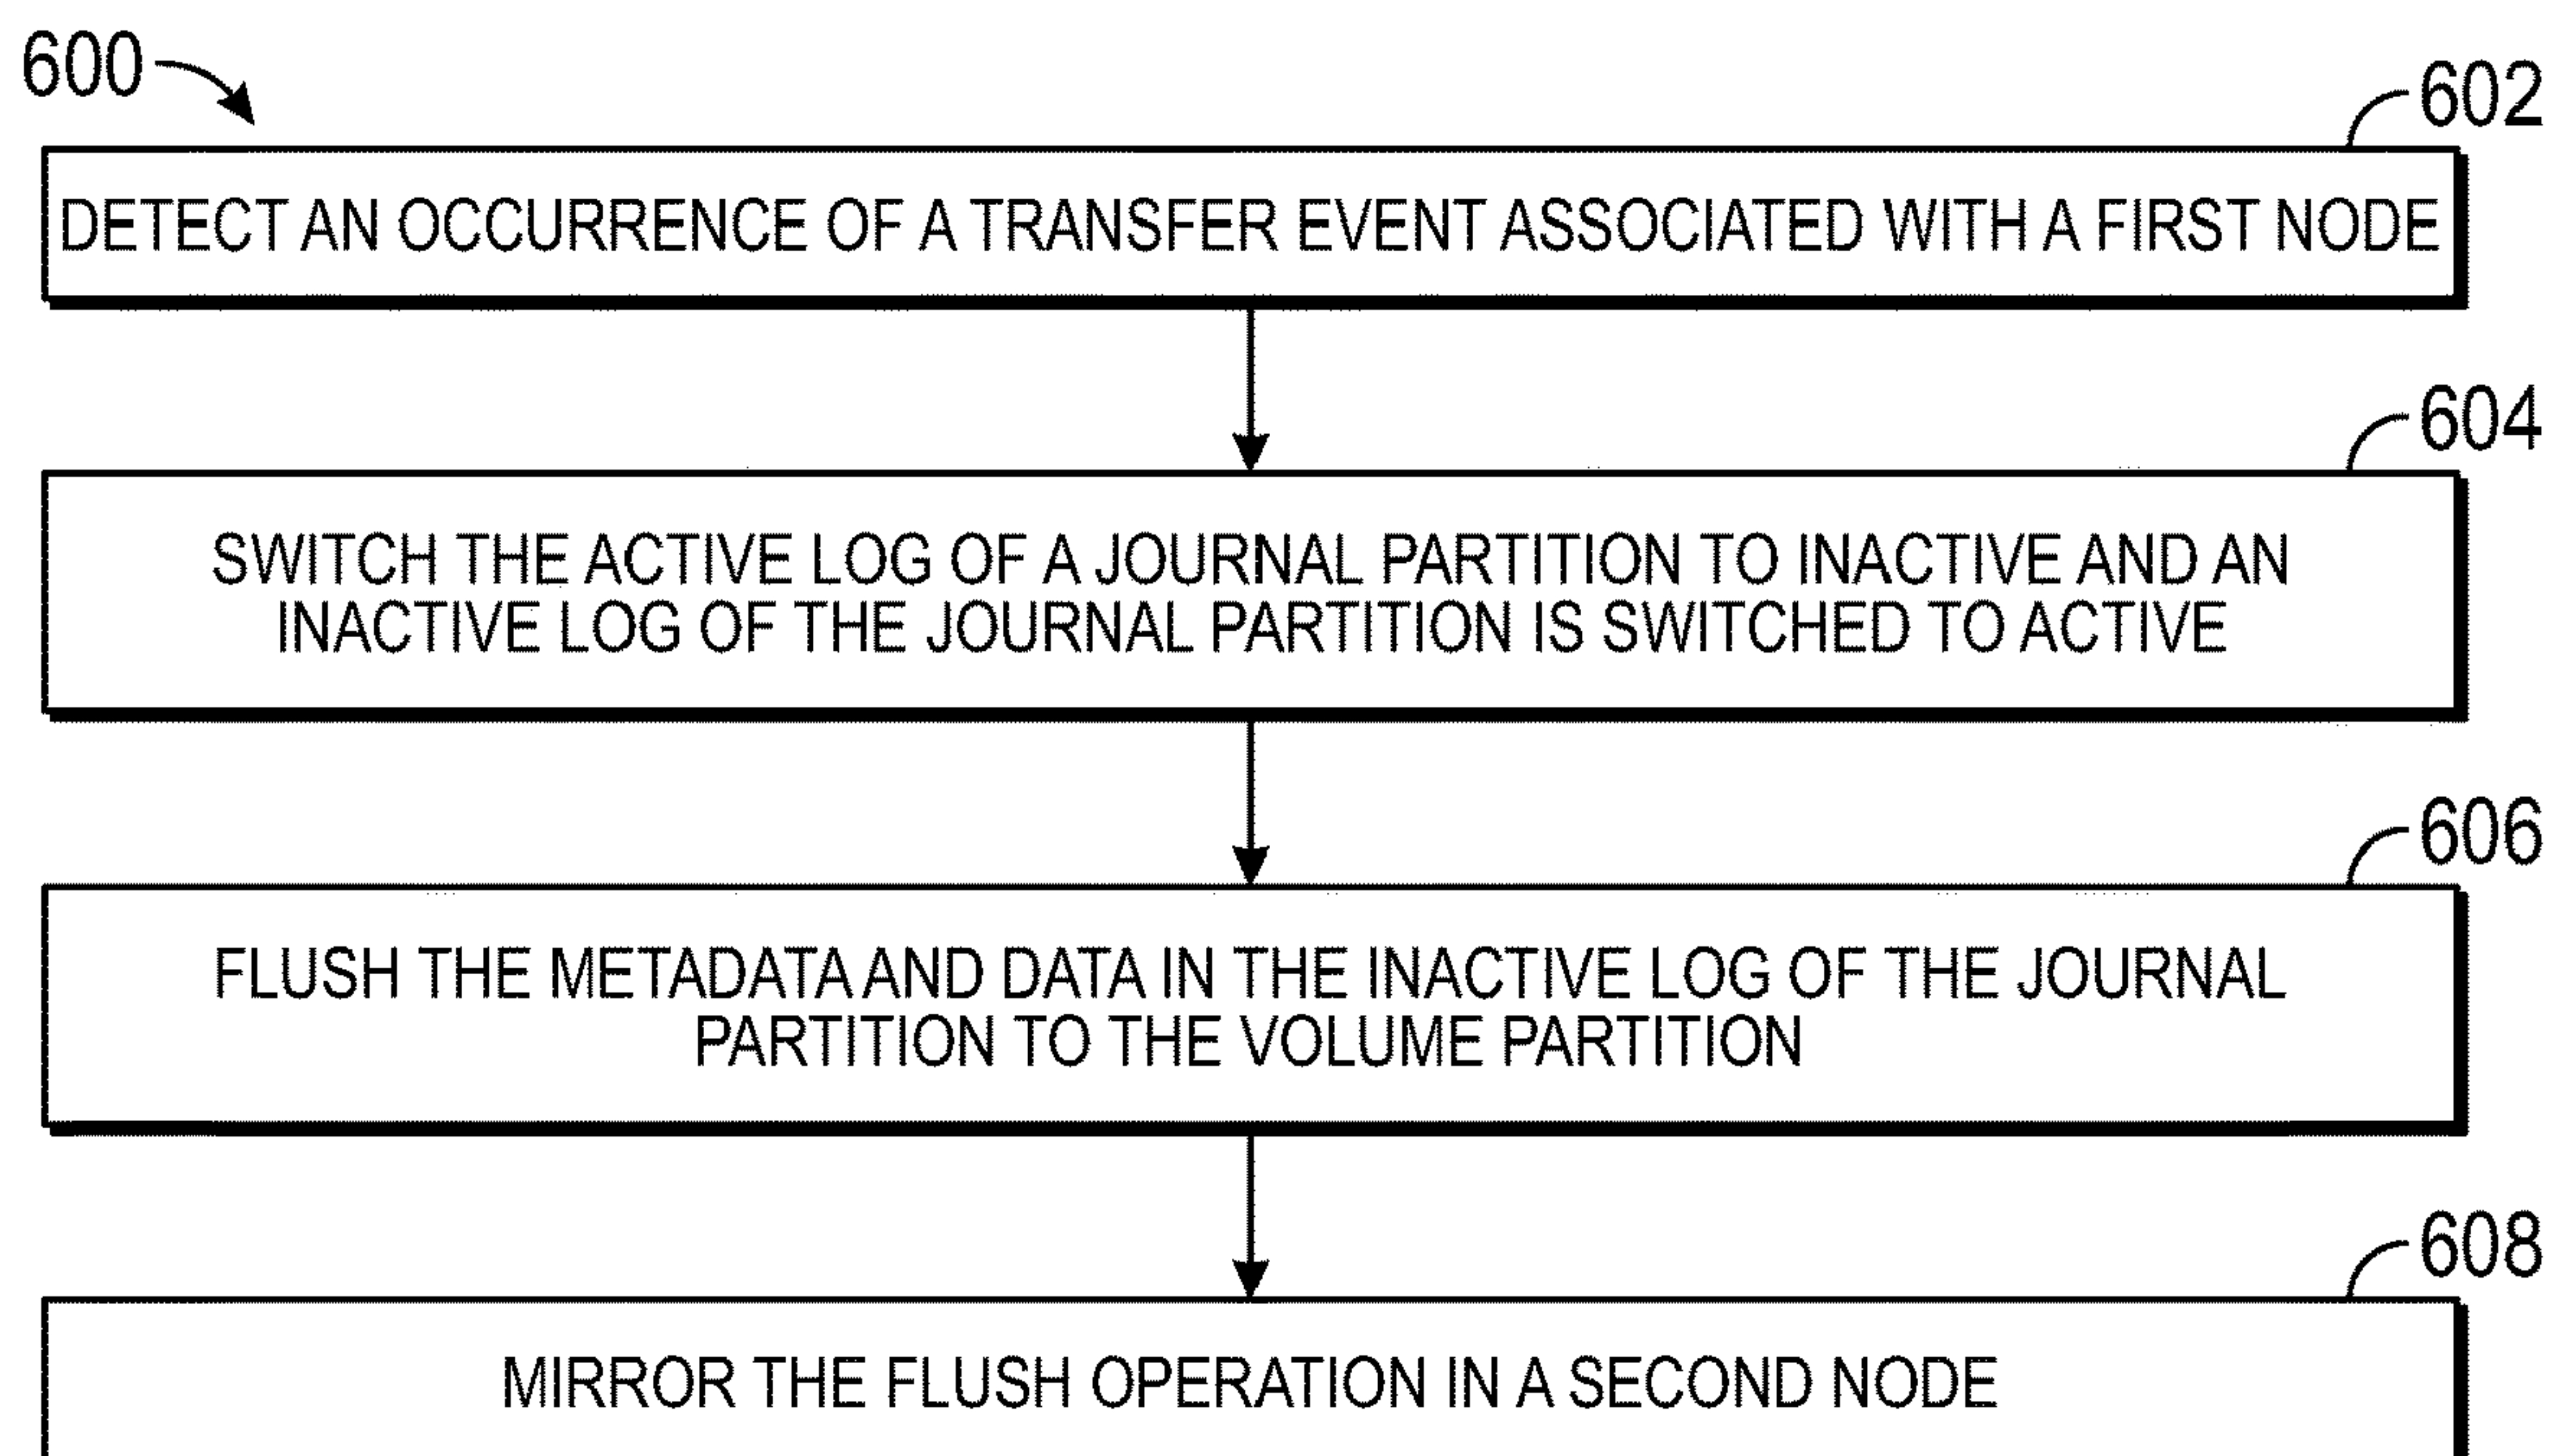 600
602
DETECT AN OCCURRENCE OF A TRANSFER EVENT ASSOCIATED WITH A FIRST NODE
604
SWITCH THE ACTIVE LOG OF A JOURNAL PARTITION TO INACTIVE AND AN
INACTIVE LOG OF THE JOURNAL PARTITION IS SWITCHED TO ACTIVE
606
FLUSH THE METADATA AND DATA IN THE INACTIVE LOG OF THE JOURNAL
PARTITION TO THE VOLUME PARTITION
608
MIRROR THE FLUSH OPERATION IN A SECOND NODE